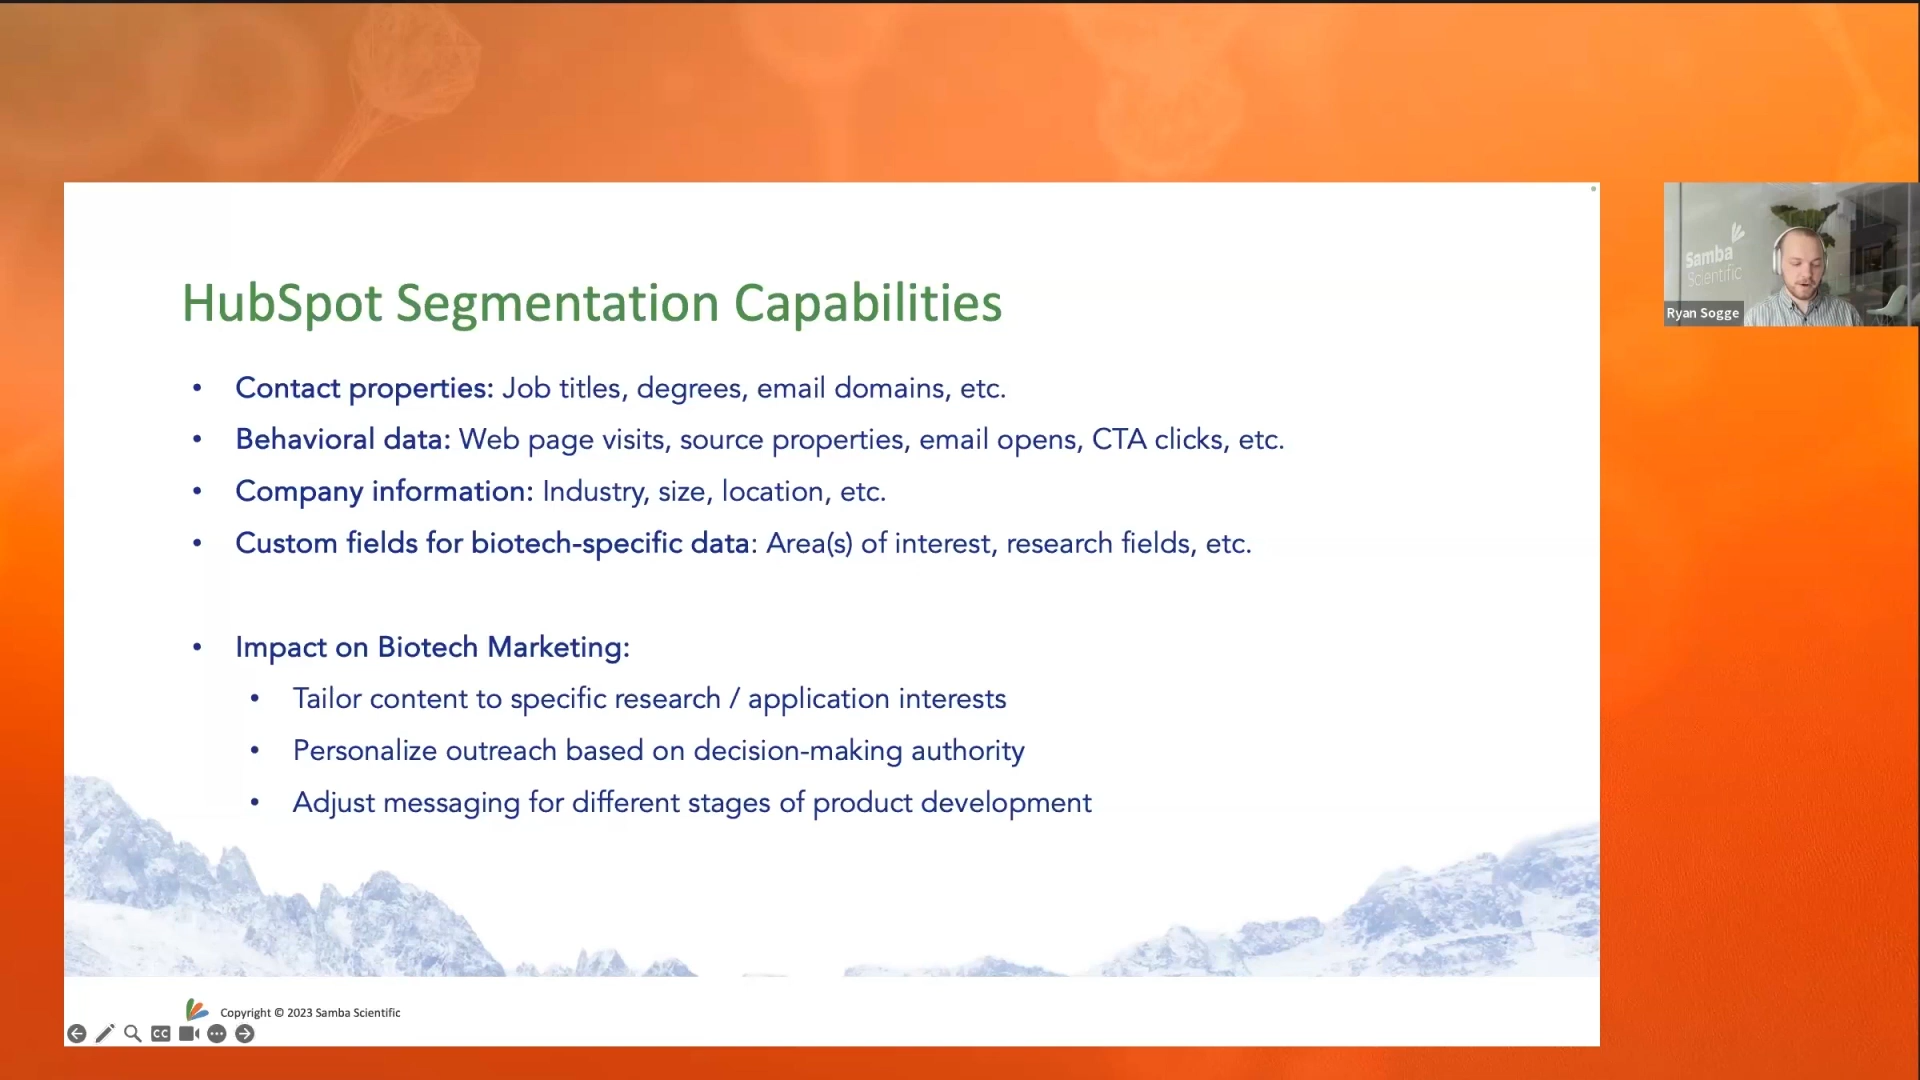 HubSpot Segmentation Capabilities
• Contact properties: Job titles, degrees, email domains, etc.
• Behavioral data: Web page visits, source properties, email opens, CTA clicks, etc.
• Company information: Industry, size, location, etc.
• Custom fields for biotech-specific data: Area(s) of interest, research fields, etc.
• Impact on Biotech Marketing:
• Tailor content to specific research / application interests
• Personalize outreach based on decision-making authority
• Adjust messaging for different stages of product development
Copyright © 2023 Samba Scientific
CC
Samba
Scientific
Ryan Sogge